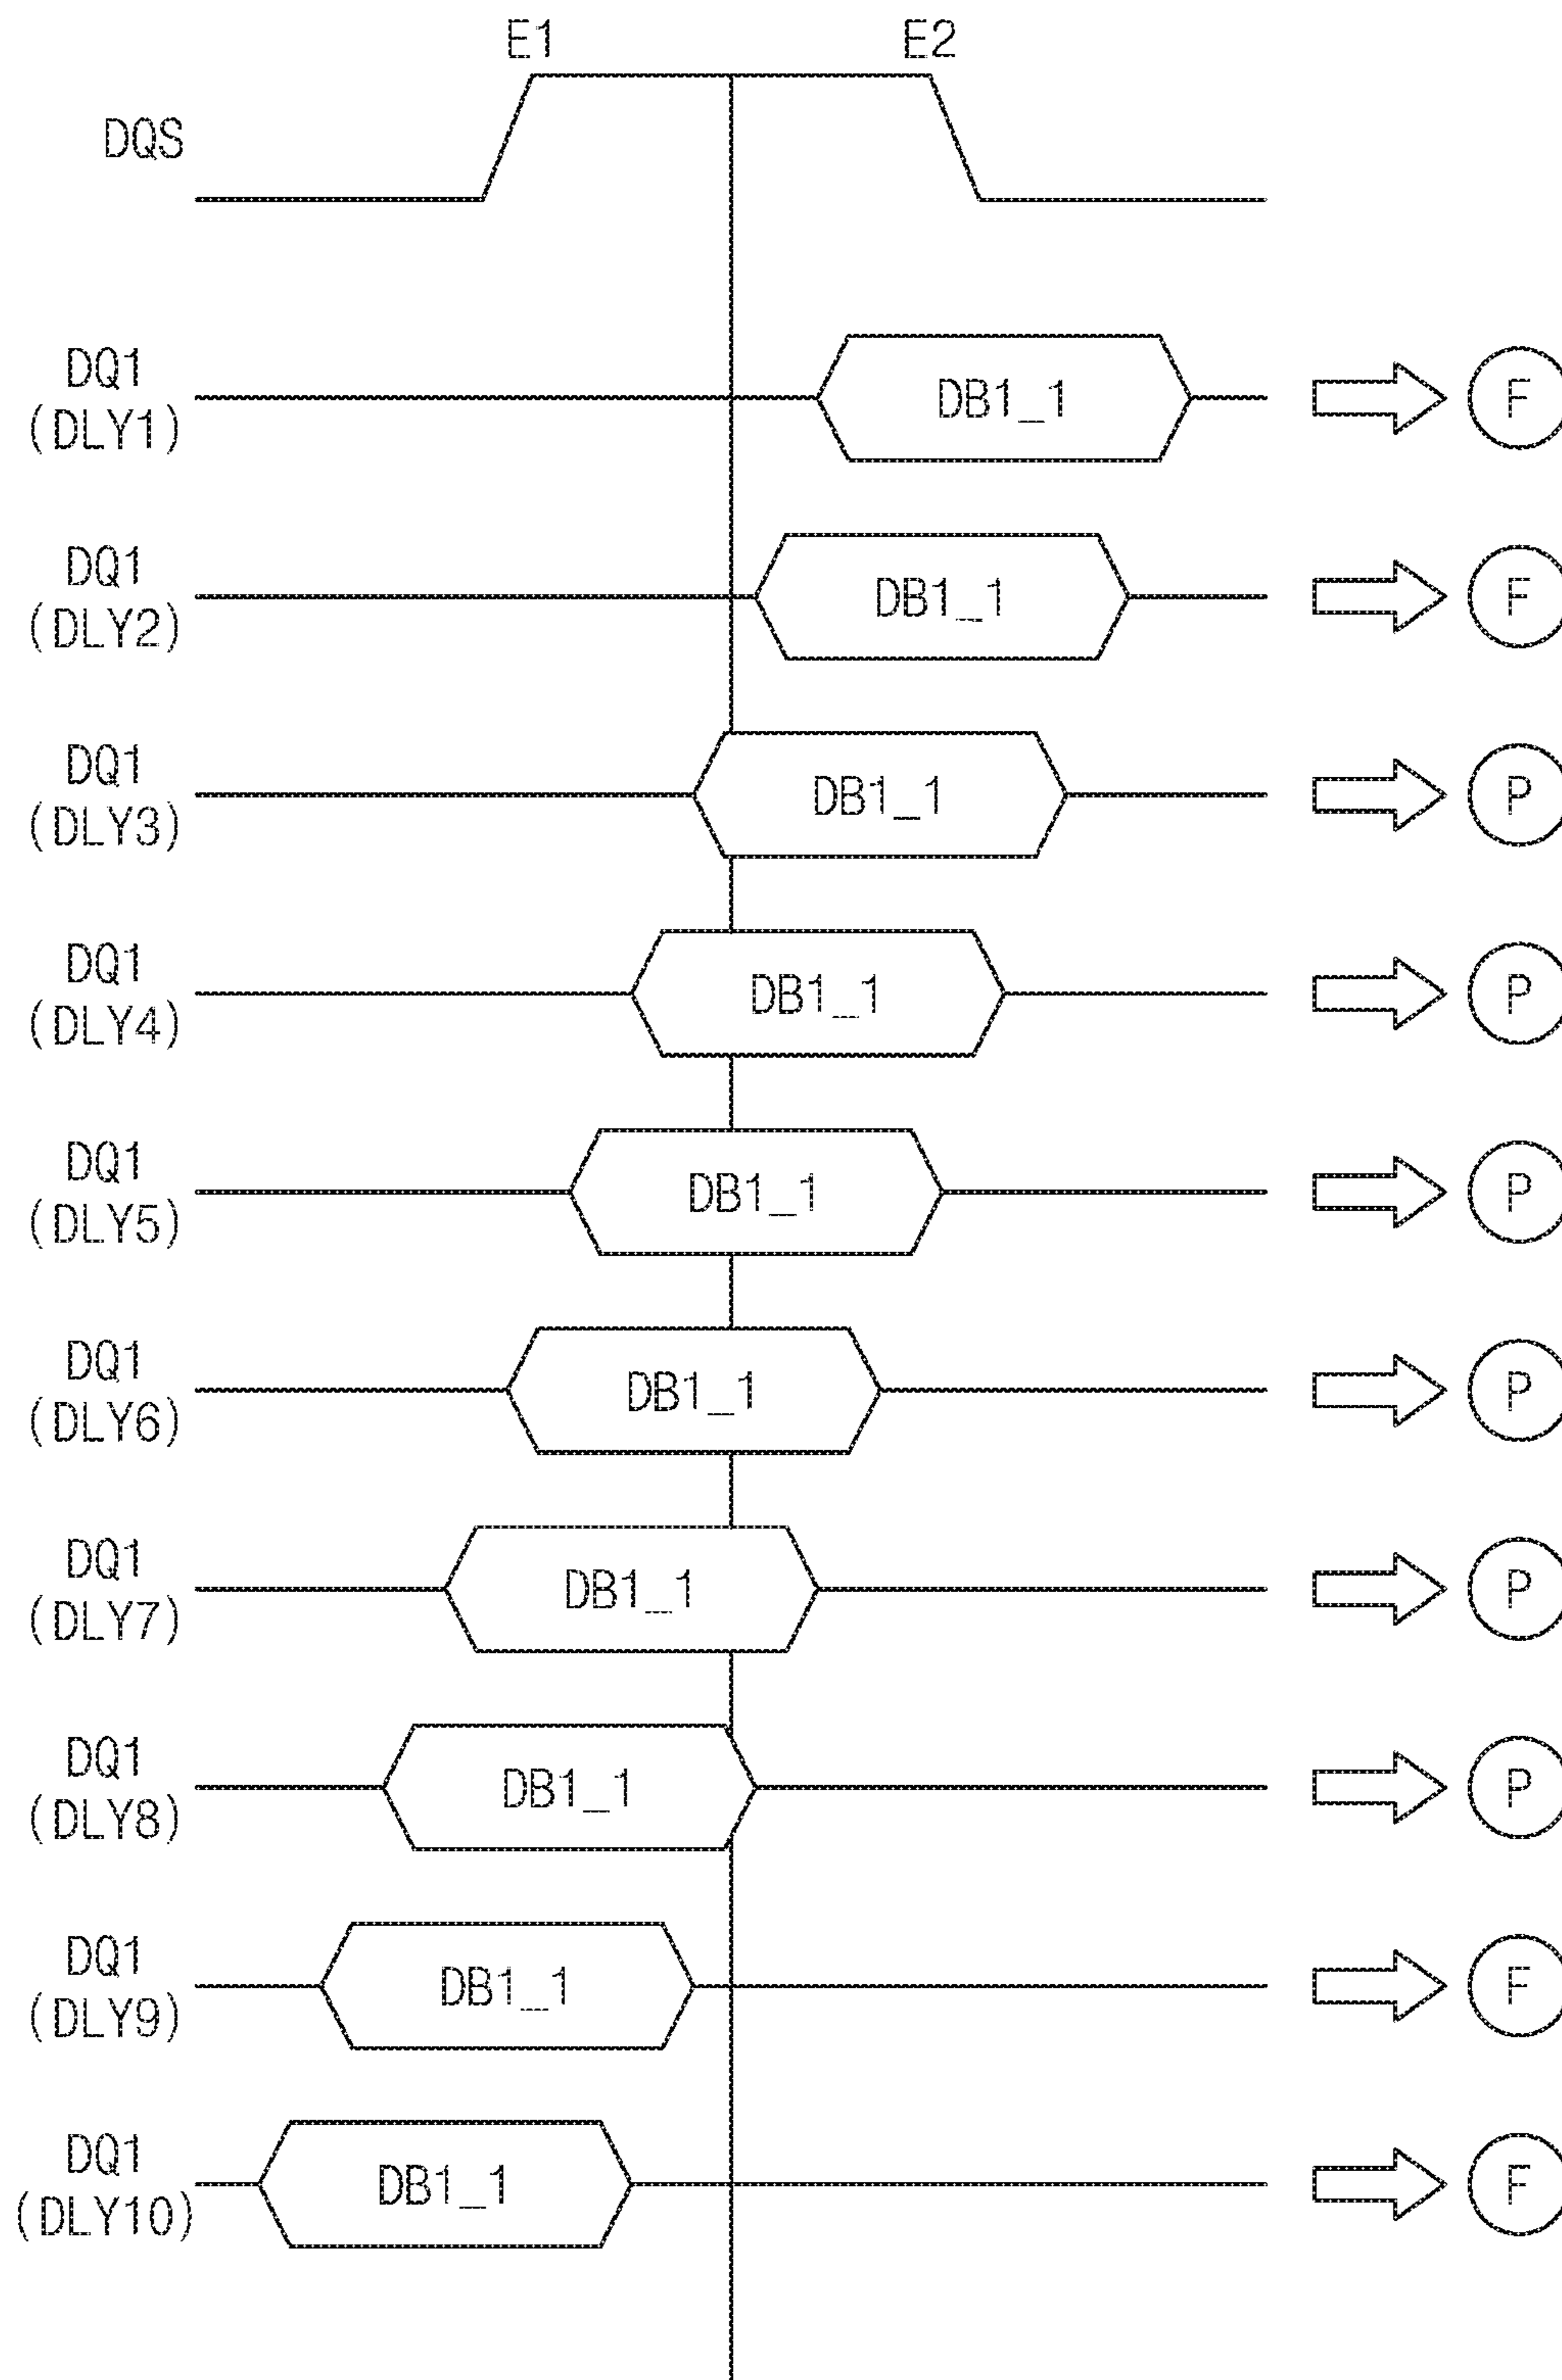 E1 E2
DQS
DQ1
(DLY1) DB1_1 F
DQ1
(DLY2) DB1_1 F
DQ1
(DLY3) DB1_1 P
DQ1
(DLY4) DB1_1 P
DQ1
(DLY5) DB1_1 P
DQ1
(DLY6) DB1_1 P
DQ1
(DLY7) DB1_1 P
DQ1
(DLY8) DB1_1 P
DQ1
(DLY9) DB1_1 F
DQ1
(DLY10) DB1_1 F